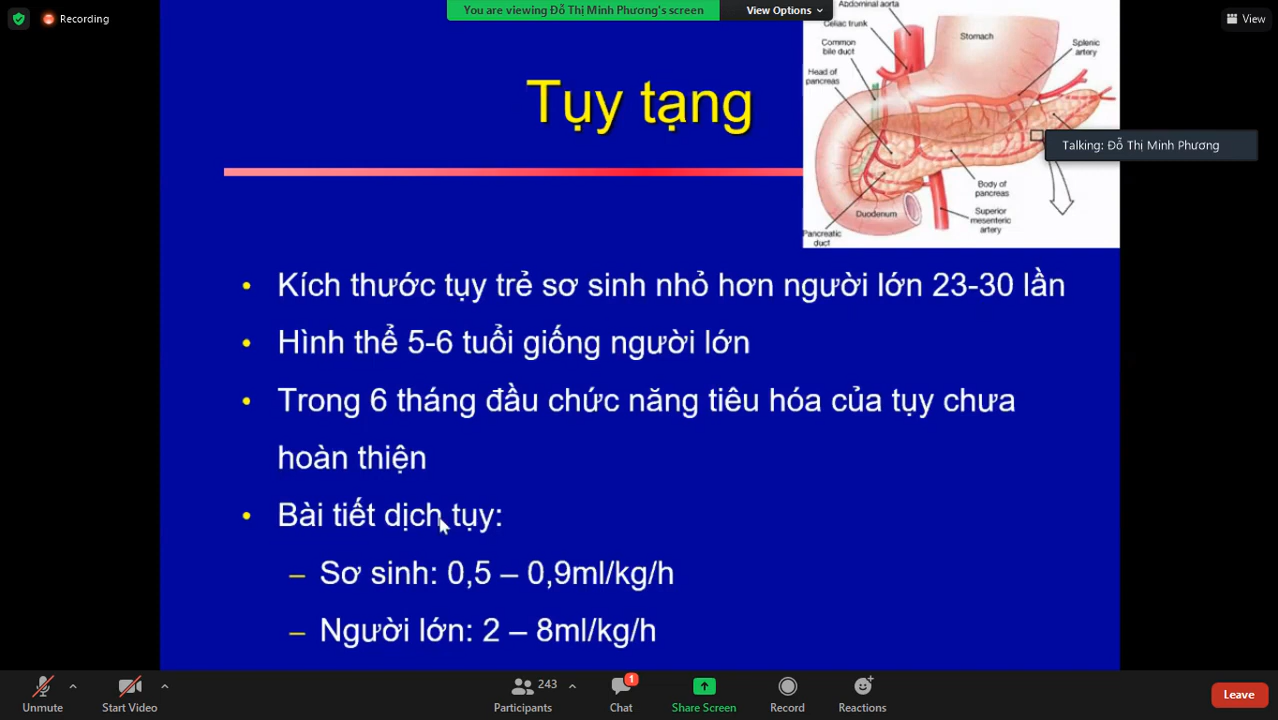 Recording
You are viewing Đỗ Thị Minh Phương's screen
View Options
View
Abdominal aorta
Celiac trunk
Common
bile duct
Head of
pancreas
Stomach
Splenic
artery
Tụy tạng
Talking: Đỗ Thị Minh Phương
Body of
pancreas
Duodenum
Superior
mesenteric
artery
Pancreatic
duct
• Kích thước tụy trẻ sơ sinh nhỏ hơn người lớn 23-30 lần
• Hình thể 5-6 tuổi giống người lớn
• Trong 6 tháng đầu chức năng tiêu hóa của tụy chưa
hoàn thiện
• Bài tiết dịch tụy:
– Sơ sinh: 0,5 – 0,9ml/kg/h
– Người lớn: 2 – 8ml/kg/h
Unmute
Start Video
243
Participants
1
Chat
Share Screen
Record
Reactions
Leave